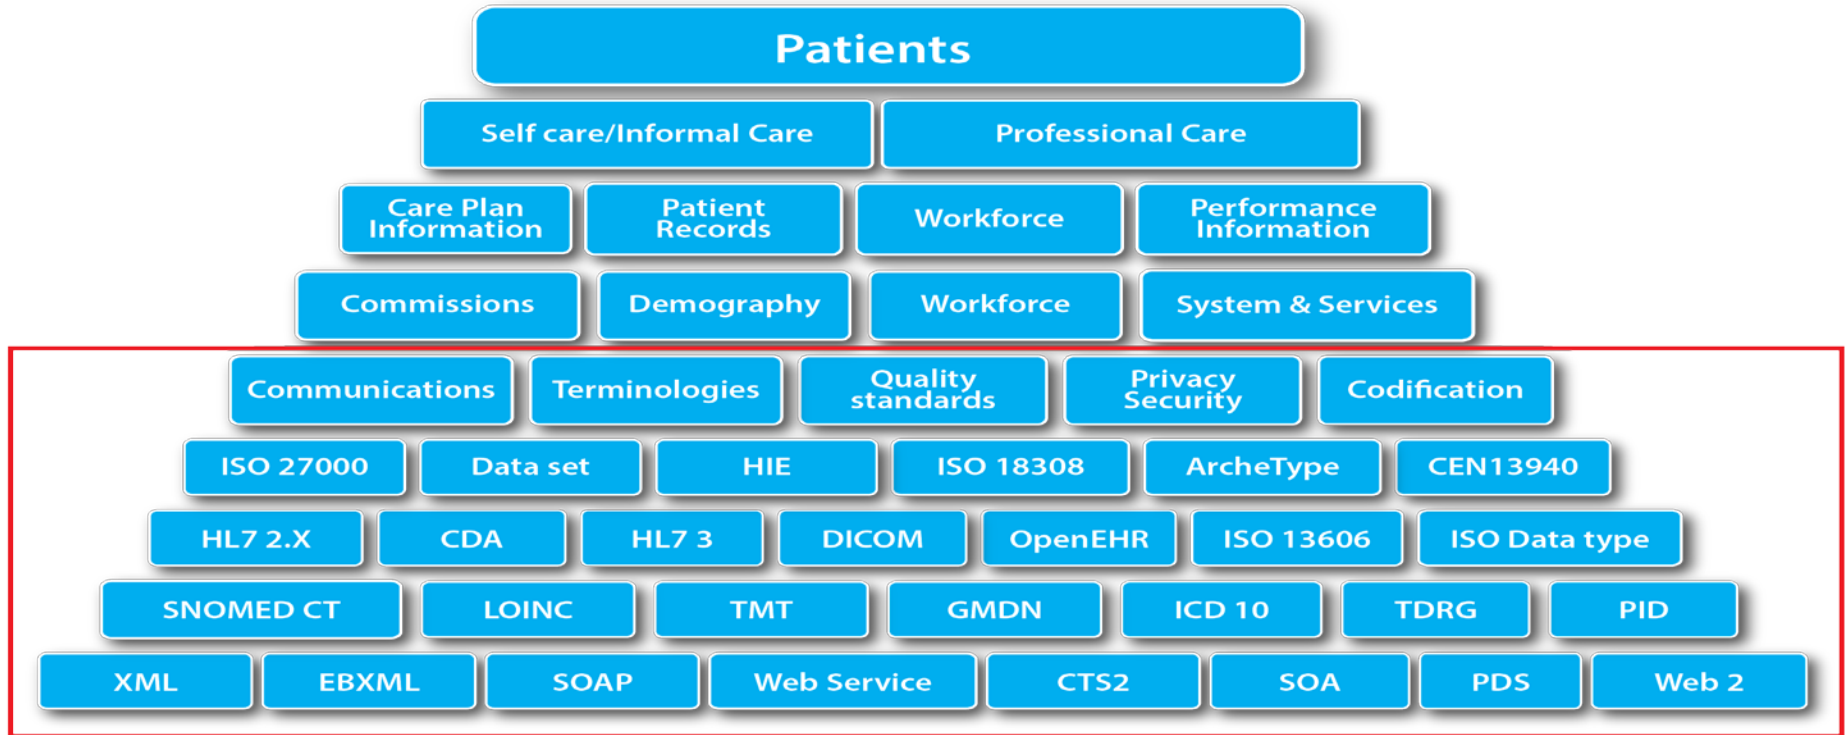 Patients
Self care/Informal Care
Professional Care
Care Plan
Information
Patient
Records
Workforce
Performance
Information
Commissions
Demography
Workforce
System & Services
Communications
Terminologies
Quality
standards
Privacy
Security
Codification
ISO 27000
Data set
HIE
ISO 18308
ArcheType
CEN13940
HL7 2.X
CDA
HL7 3
DICOM
OpenEHR
ISO 13606
ISO Data type
SNOMED CT
LOINC
TMT
GMDN
ICD 10
TDRG
PID
XML
EBXML
SOAP
Web Service
CTS2
SOA
PDS
Web 2